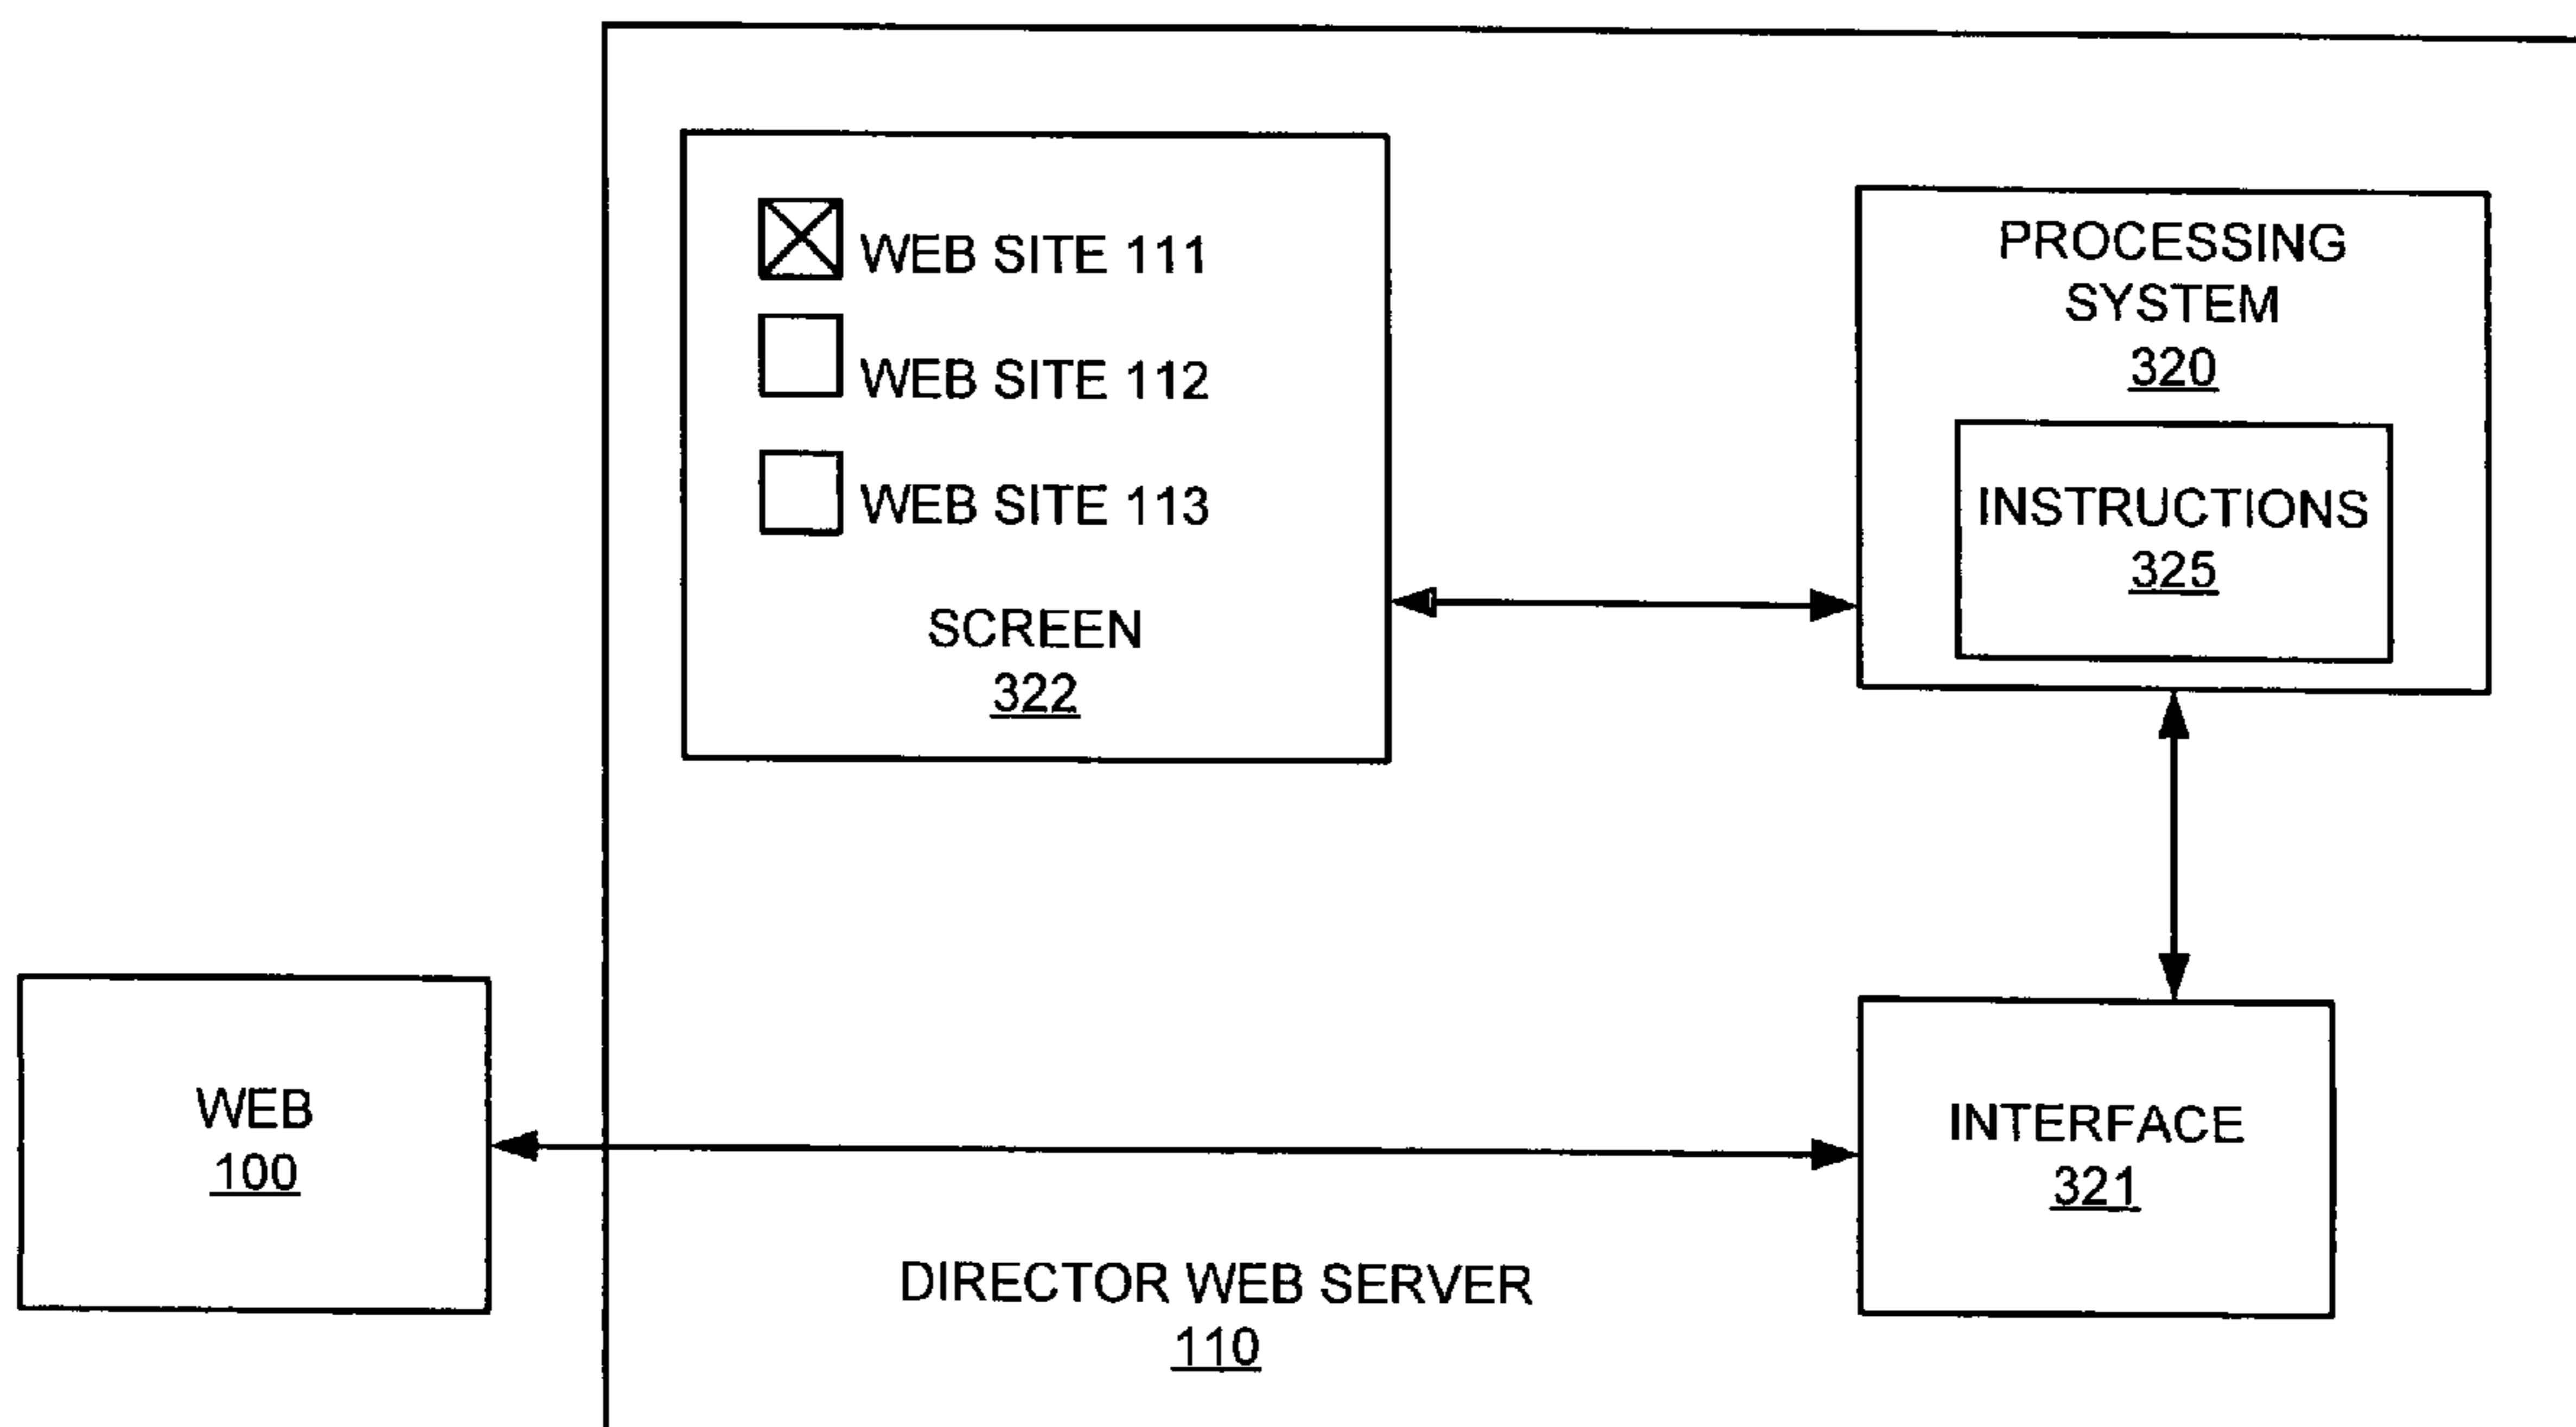 WEB SITE 111
WEB SITE 112
WEB SITE 113
SCREEN
322
PROCESSING
SYSTEM
320
INSTRUCTIONS
325
WEB
100
INTERFACE
321
DIRECTOR WEB SERVER
110